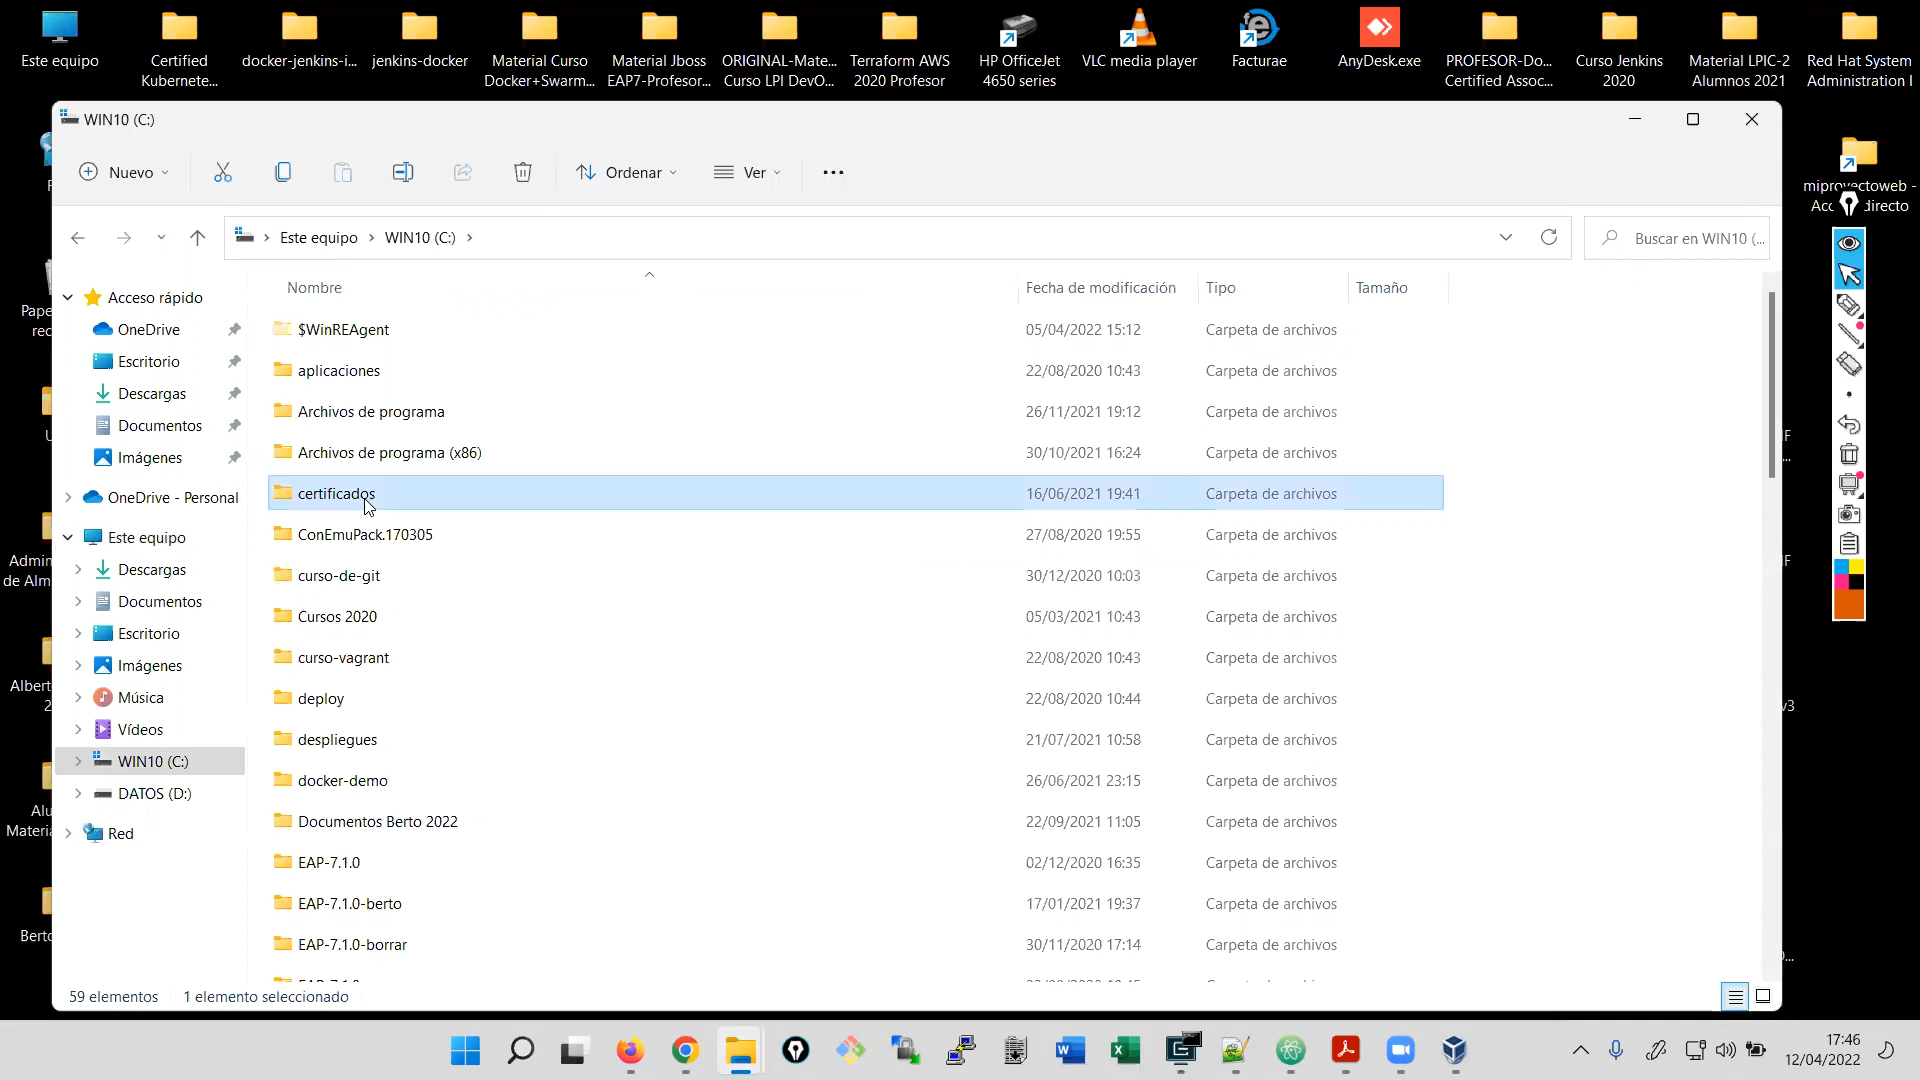 Este equipo
Certified
Kubernete...
docker-jenkins-i...
jenkins-docker
Material Curso
Docker+Swarm...
Material Jboss
EAP7-Profesor...
ORIGINAL-Mate...
Curso LPI DevO...
Terraform AWS
2020 Profesor
HP OfficeJet
4650 series
VLC media player
Facturae
AnyDesk.exe
PROFESOR-Do...
Certified Assoc...
Curso Jenkins
2020
Material LPIC-2
Alumnos 2021
Red Hat System
Administration I
WIN10 (C:)
Nuevo
Ordenar
Ver
Este equipo
WIN10 (C:)
Buscar en WIN10 (...
miproyectoweb -
Acc
directo
Nombre
Fecha de modificación
Tipo
Tamaño
Acceso rápido
OneDrive
Escritorio
Descargas
Documentos
Imágenes
OneDrive - Personal
Este equipo
Descargas
Documentos
Escritorio
Imágenes
Música
Vídeos
WIN10 (C:)
DATOS (D:)
Red
$WinREAgent 05/04/2022 15:12 Carpeta de archivos
aplicaciones 22/08/2020 10:43 Carpeta de archivos
Archivos de programa 26/11/2021 19:12 Carpeta de archivos
Archivos de programa (x86) 30/10/2021 16:24 Carpeta de archivos
certificados 16/06/2021 19:41 Carpeta de archivos
ConEmuPack.170305 27/08/2020 19:55 Carpeta de archivos
curso-de-git 30/12/2020 10:03 Carpeta de archivos
Cursos 2020 05/03/2021 10:43 Carpeta de archivos
curso-vagrant 22/08/2020 10:43 Carpeta de archivos
deploy 22/08/2020 10:44 Carpeta de archivos
despliegues 21/07/2021 10:58 Carpeta de archivos
docker-demo 26/06/2021 23:15 Carpeta de archivos
Documentos Berto 2022 22/09/2021 11:05 Carpeta de archivos
EAP-7.1.0 02/12/2020 16:35 Carpeta de archivos
EAP-7.1.0-berto 17/01/2021 19:37 Carpeta de archivos
EAP-7.1.0-borrar 30/11/2020 17:14 Carpeta de archivos
Pape
rec
Admin
de Alm
Albert
2
Alu
Materia
Berto
v3
59 elementos
1 elemento seleccionado
17:46
12/04/2022